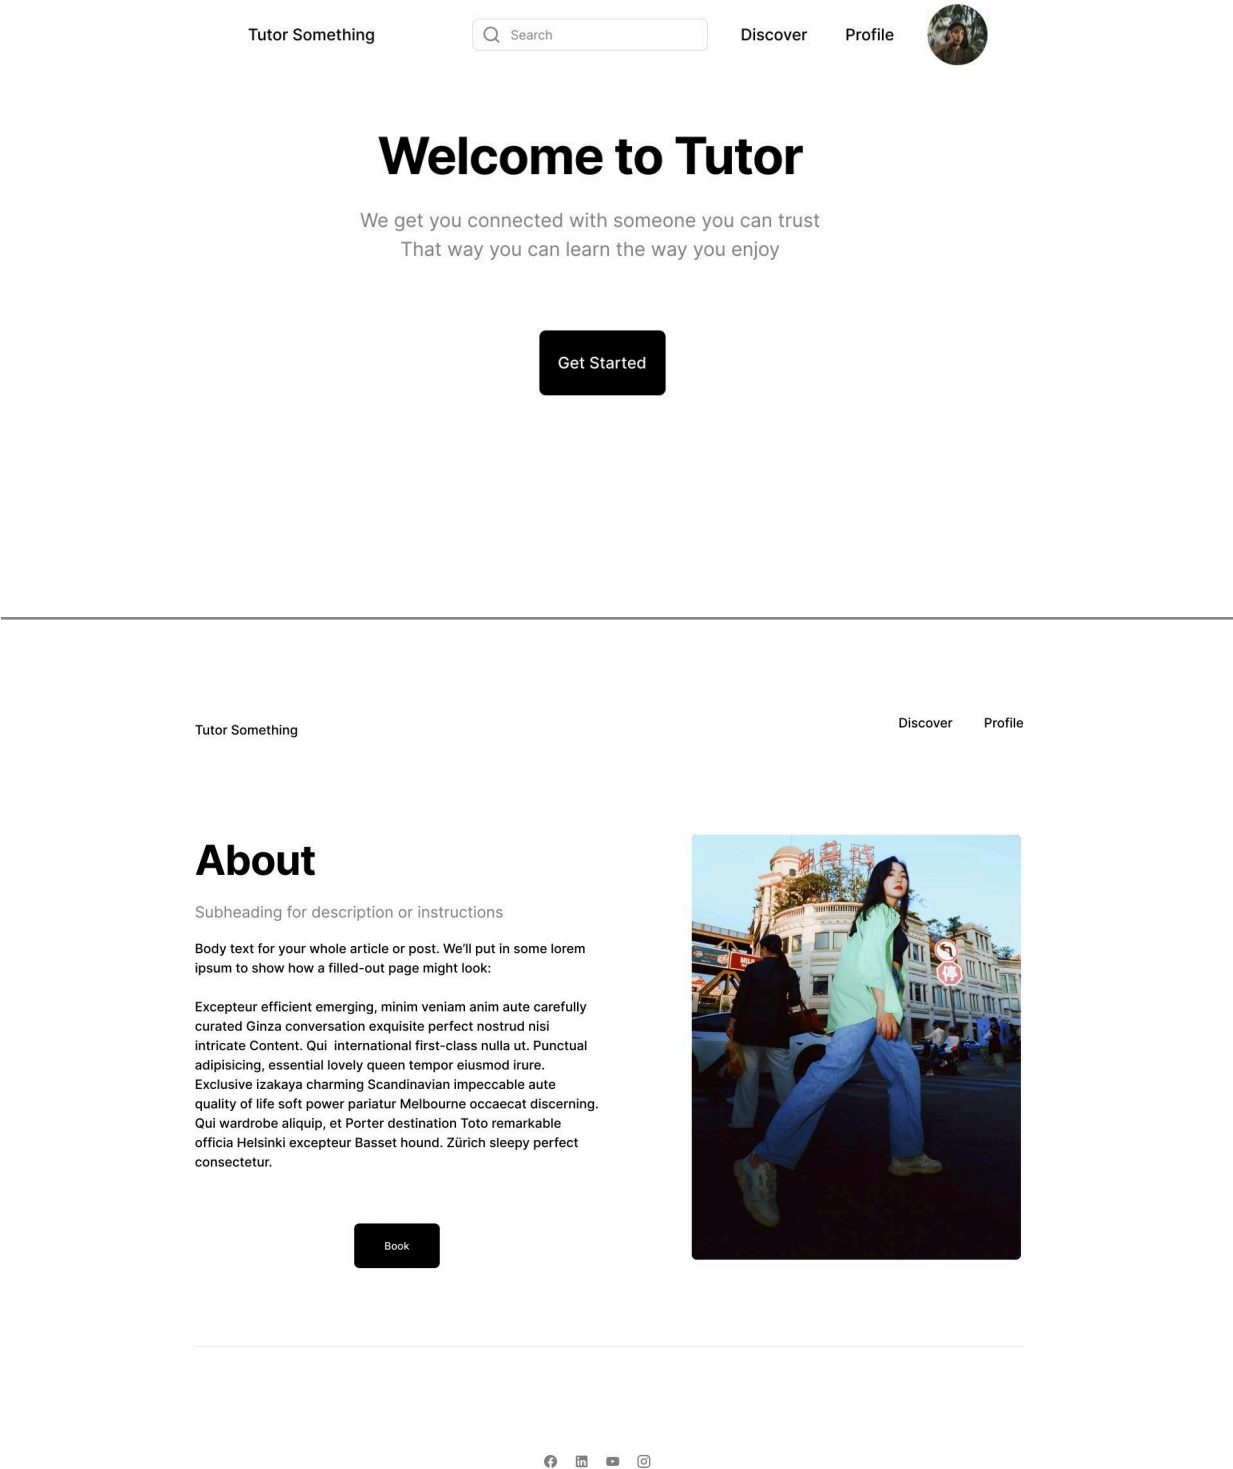 Tutor Something
Search
Discover
Profile
Welcome to Tutor
We get you connected with someone you can trust
That way you can learn the way you enjoy
Get Started
Tutor Something
Discover
Profile
About
Subheading for description or instructions
Body text for your whole article or post. We’ll put in some lorem
ipsum to show how a filled-out page might look:
Excepteur efficient emerging, minim veniam anim aute carefully
curated Ginza conversation exquisite perfect nostrud nisi
intricate Content. Qui  international first-class nulla ut. Punctual
adipisicing, essential lovely queen tempor eiusmod irure.
Exclusive izakaya charming Scandinavian impeccable aute
quality of life soft power pariatur Melbourne occaecat discerning.
Qui wardrobe aliquip, et Porter destination Toto remarkable
officia Helsinki excepteur Basset hound. Zürich sleepy perfect
consectetur.
Book